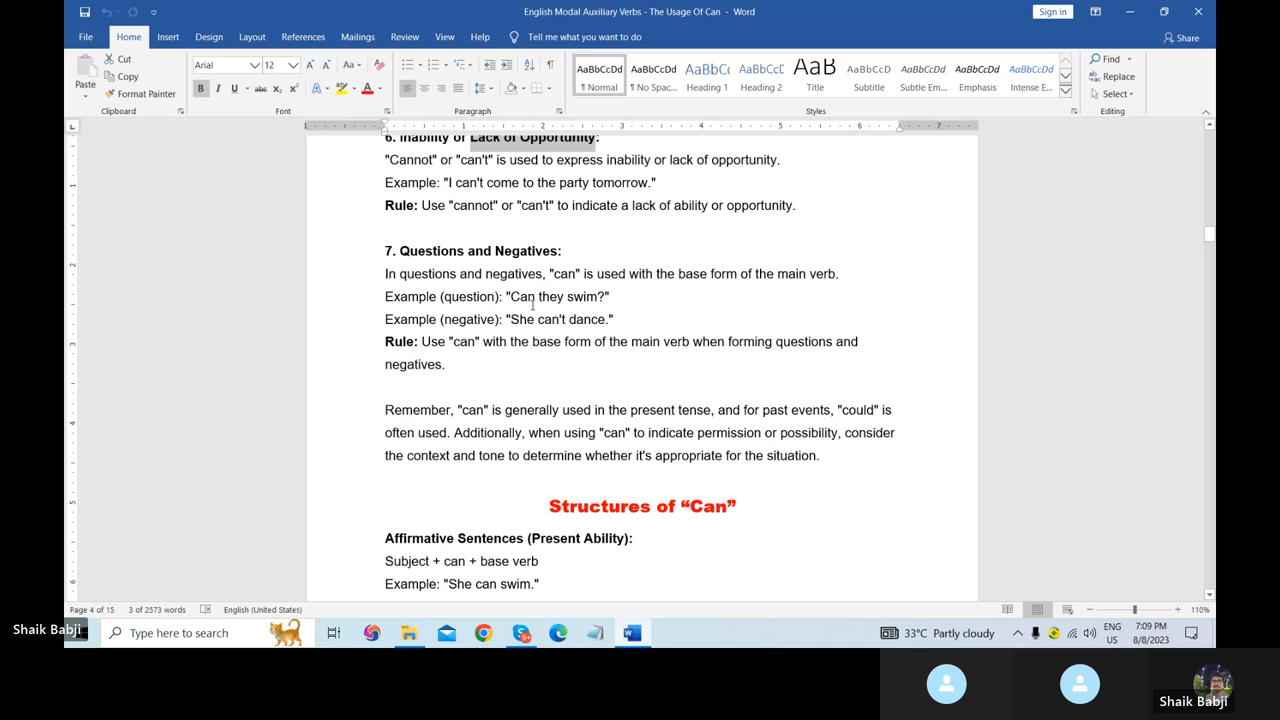 English Modal Auxiliary Verbs - The Usage Of Can - Word
Sign in
File Home Insert Design Layout References Mailings Review View Help Tell me what you want to do
Share
Paste
Cut
Copy
Format Painter
Clipboard
Arial 12
Aa
B I U abc x₂ x²
Font
Paragraph
AaBbCcDd ¶ Normal
AaBbCcDd ¶ No Spac...
AaBbCc Heading 1
AaBbCcC Heading 2
AaB Title
AaBbCcD Subtitle
AaBbCcDd Subtle Em...
AaBbCcDd Emphasis
AaBbCcDd Intense E...
Styles
Find
Replace
Select
Editing
6. Inability or Lack of Opportunity:
"Cannot" or "can't" is used to express inability or lack of opportunity.
Example: "I can't come to the party tomorrow."
Rule: Use "cannot" or "can't" to indicate a lack of ability or opportunity.
7. Questions and Negatives:
In questions and negatives, "can" is used with the base form of the main verb.
Example (question): "Can they swim?"
Example (negative): "She can't dance."
Rule: Use "can" with the base form of the main verb when forming questions and
negatives.
Remember, "can" is generally used in the present tense, and for past events, "could" is
often used. Additionally, when using "can" to indicate permission or possibility, consider
the context and tone to determine whether it's appropriate for the situation.
Structures of “Can”
Affirmative Sentences (Present Ability):
Subject + can + base verb
Example: "She can swim."
Page 4 of 15 3 of 2573 words English (United States)
110%
Shaik Babji
Type here to search
33°C Partly cloudy
ENG
US
7:09 PM
8/8/2023
Shaik Babji